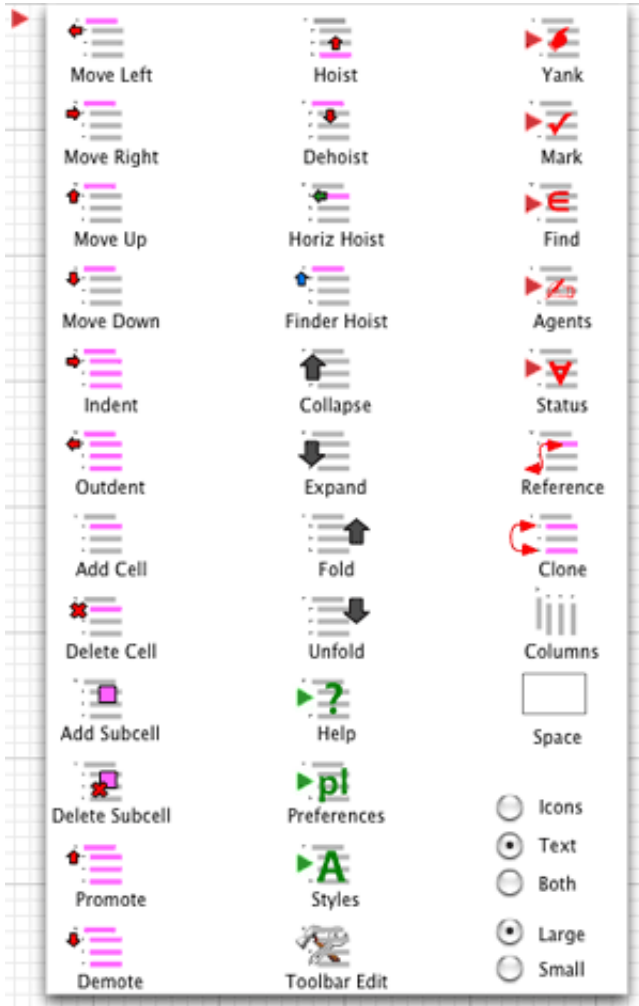 Move Left
Hoist
Yank
Move Right
Dehoist
Mark
Move Up
Horiz Hoist
Find
Move Down
Finder Hoist
Agents
Indent
Collapse
Status
Outdent
Expand
Reference
Add Cell
Fold
Clone
Delete Cell
Unfold
Columns
Add Subcell
?
Help
Space
Delete Subcell
pl
Preferences
Icons
Text
Both
Promote
A
Styles
Large
Demote
Toolbar Edit
Small